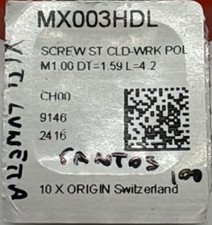 MX003HDL
SCREW ST CLD-WRK POL
M1.00 DT=1.59 L=4.2
CH00
9146
2416
SANTOS 100
10 X ORIGIN Switzerland